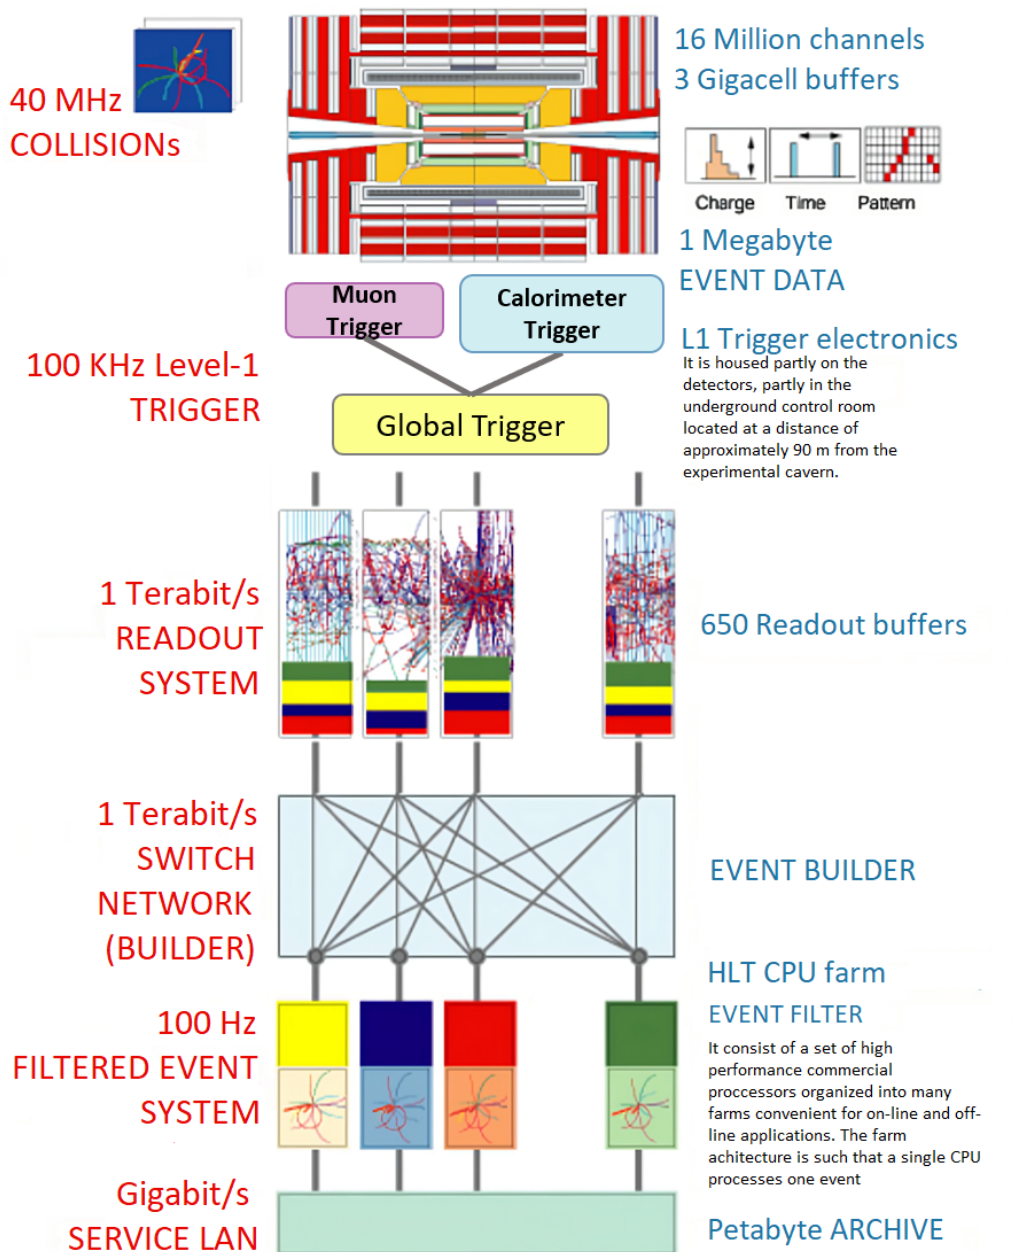 40 MHz
COLLISIONs
16 Million channels
3 Gigacell buffers
Charge Time Pattern
1 Megabyte
EVENT DATA
Muon
Trigger
Calorimeter
Trigger
100 KHz Level-1
TRIGGER
Global Trigger
L1 Trigger electronics
It is housed partly on the
detectors, partly in the
underground control room
located at a distance of
approximately 90 m from the
experimental cavern.
1 Terabit/s
READOUT
SYSTEM
650 Readout buffers
1 Terabit/s
SWITCH
NETWORK
(BUILDER)
EVENT BUILDER
HLT CPU farm
EVENT FILTER
100 Hz
FILTERED EVENT
SYSTEM
It consist of a set of high
performance commercial
proccessors organized into many
farms convenient for on-line and off-
line applications. The farm
achitecture is such that a single CPU
processes one event
Gigabit/s
SERVICE LAN
Petabyte ARCHIVE